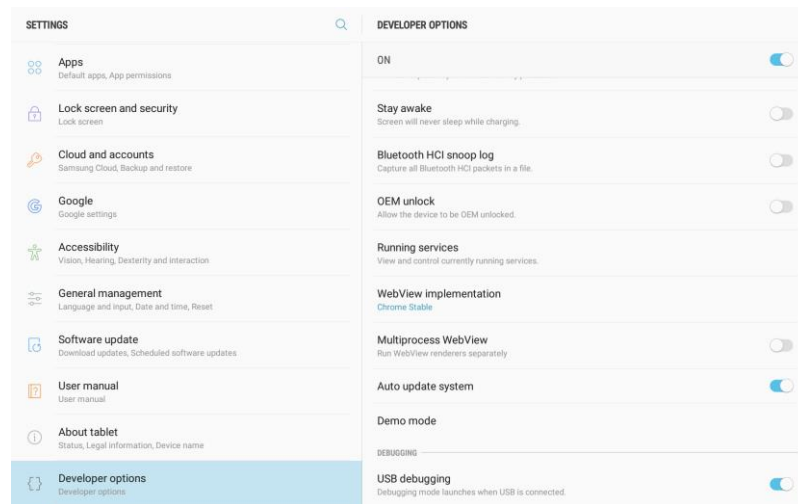 SETTINGS
Apps
Default apps, App permissions
Lock screen and security
Lock screen
Cloud and accounts
Samsung Cloud, Backup and restore
Google
Google settings
Accessibility
Vision, Hearing, Dexterity and interaction
General management
Language and input, Date and time, Reset
Software update
Download updates, Scheduled software updates
User manual
User manual
About tablet
Status, Legal information, Device name
Developer options
Developer options
DEVELOPER OPTIONS
ON
Stay awake
Screen will never sleep while charging.
Bluetooth HCI snoop log
Capture all Bluetooth HCI packets in a file.
OEM unlock
Allow the device to be OEM unlocked.
Running services
View and control currently running services.
WebView implementation
Chrome Stable
Multiprocess WebView
Run WebView renderers separately
Auto update system
Demo mode
DEBUGGING
USB debugging
Debugging mode launches when USB is connected.